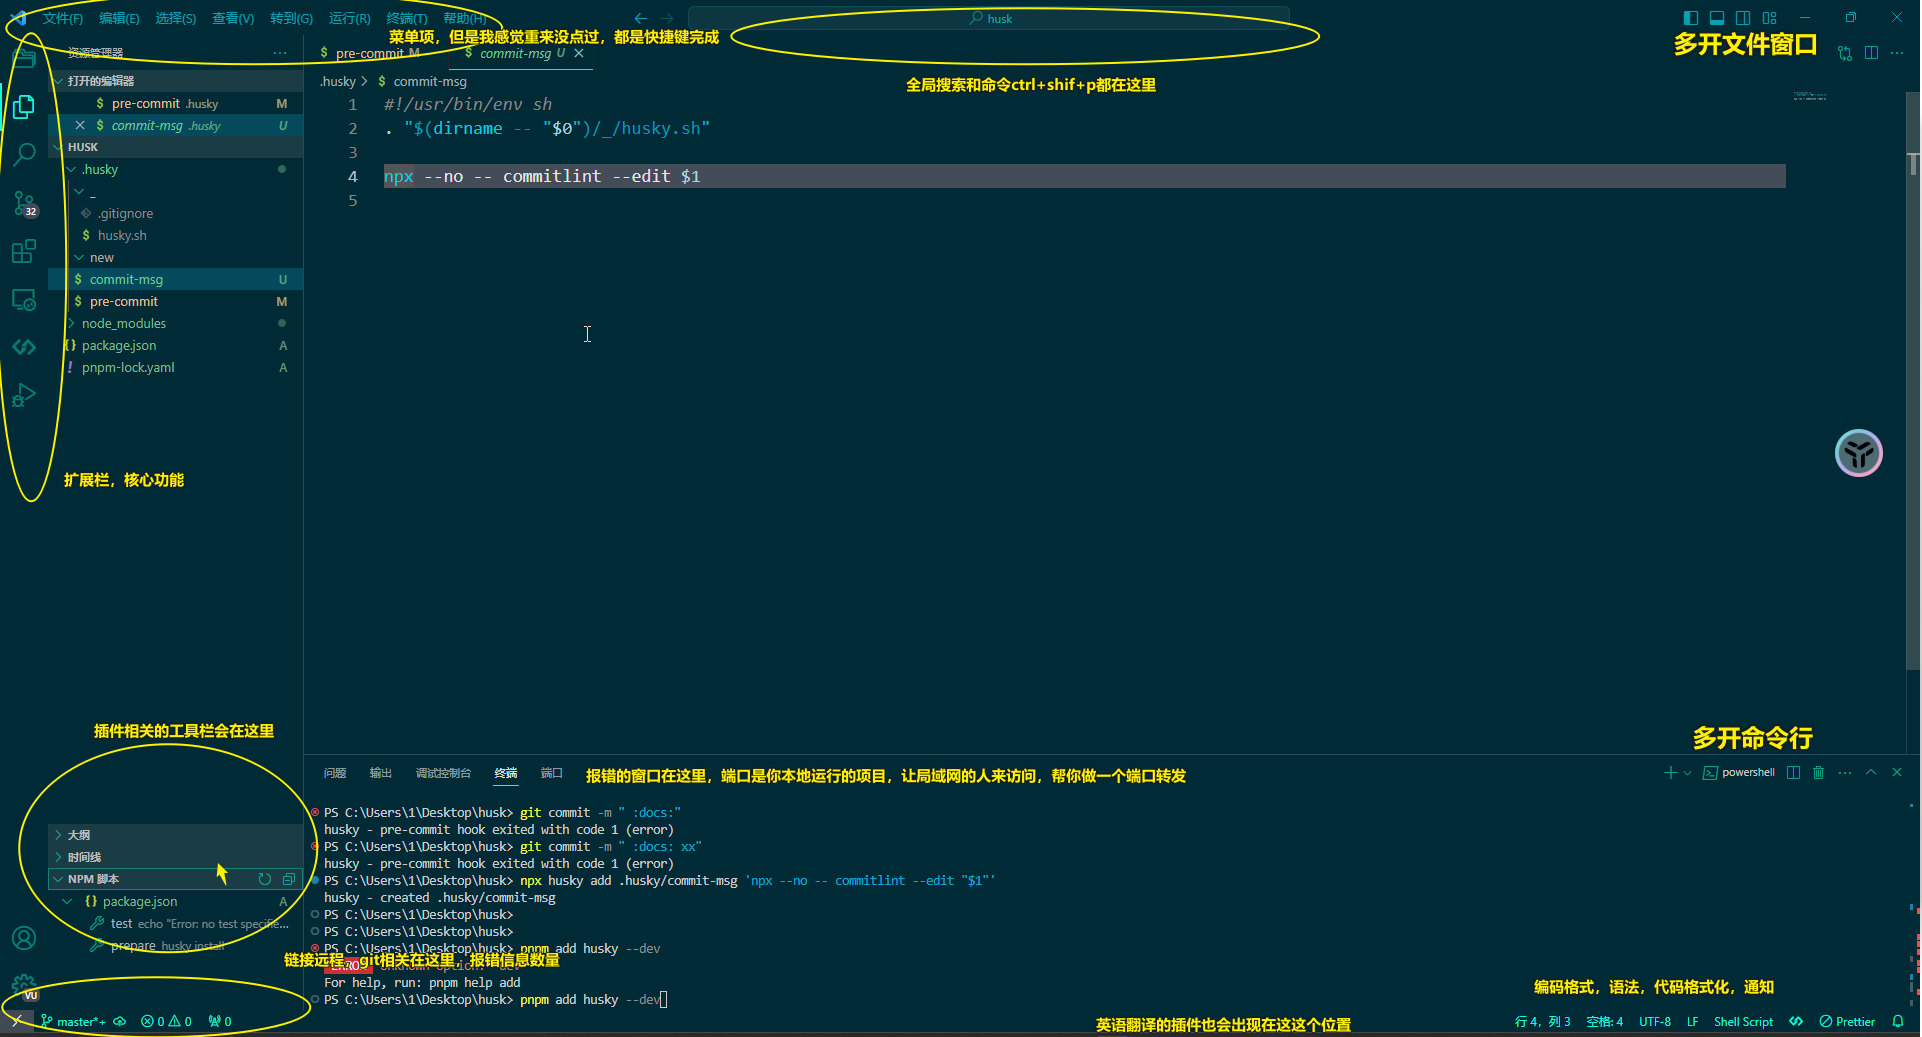 文件(F) 编辑(E) 选择(S) 查看(V) 转到(G) 运行(R) 终端(T) 帮助(H)
husk
菜单项，但是我感觉重来没点过，都是快捷键完成
多开文件窗口
资源管理器
pre-commit M
commit-msg U
全局搜索和命令ctrl+shif+p都在这里
打开的编辑器
pre-commit .husky M
commit-msg .husky U
HUSK
.husky
_
.gitignore
husky.sh
new
commit-msg U
pre-commit M
node_modules
package.json A
pnpm-lock.yaml A
32
.husky > $ commit-msg
1 #!/usr/bin/env sh
2 . "$(dirname -- "$0")/_/husky.sh"
3
4 npx --no -- commitlint --edit $1
5
扩展栏，核心功能
插件相关的工具栏会在这里
大纲
时间线
NPM 脚本
package.json A
test echo "Error: no test specifie...
prepare husky install
多开命令行
问题 输出 调试控制台 终端 端口
报错的窗口在这里，端口是你本地运行的项目，让局域网的人来访问，帮你做一个端口转发
powershell
PS C:\Users\1\Desktop\husk> git commit -m " :docs:"
husky - pre-commit hook exited with code 1 (error)
PS C:\Users\1\Desktop\husk> git commit -m " :docs: xx"
husky - pre-commit hook exited with code 1 (error)
PS C:\Users\1\Desktop\husk> npx husky add .husky/commit-msg 'npx --no -- commitlint --edit "$1"'
husky - created .husky/commit-msg
PS C:\Users\1\Desktop\husk>
PS C:\Users\1\Desktop\husk>
PS C:\Users\1\Desktop\husk> pnpm add husky --dev
链接远程，git相关在这里，报错信息数量
For help, run: pnpm help add
PS C:\Users\1\Desktop\husk> pnpm add husky --dev
编码格式，语法，代码格式化，通知
英语翻译的插件也会出现在这这个位置
VU
master*+ 0 0 0
行 4，列 3 空格: 4 UTF-8 LF Shell Script Prettier